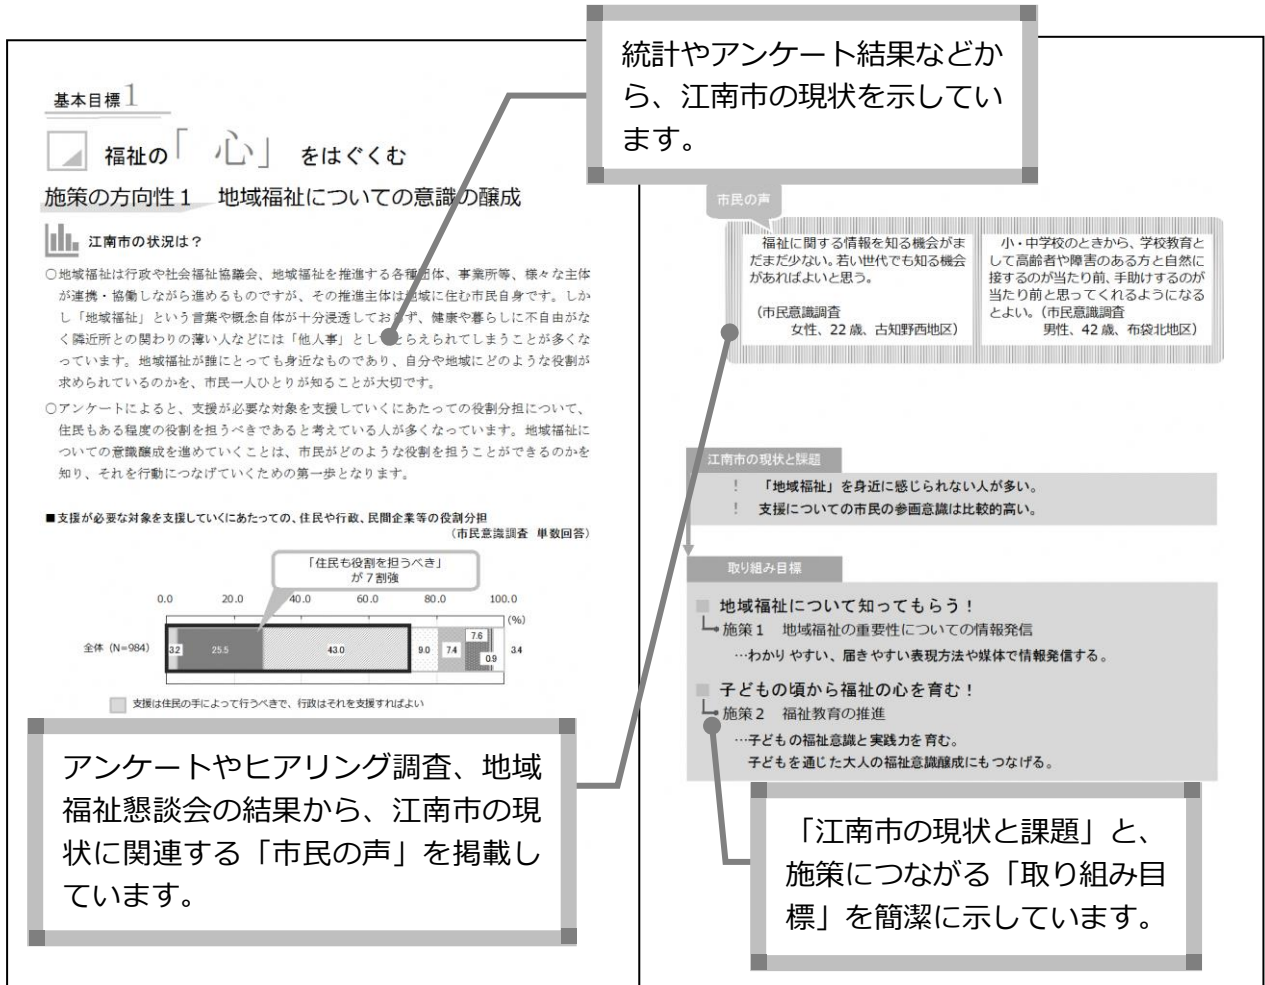 統計やアンケート結果などか
ら、江南市の現状を示してい
ます。
基本目標1
福祉の「心」をはぐくむ
施策の方向性1　地域福祉についての意識の醸成
江南市の状況は？
○地域福祉は行政や社会福祉協議会、地域福祉を推進する各種団体、事業所等、様々な主体
が連携・協働しながら進めるものですが、その推進主体は地域に住む市民自身です。しか
し「地域福祉」という言葉や概念自体が十分浸透しておらず、健康や暮らしに不自由がな
く隣近所との関わりの薄い人などには「他人事」としてとらえられてしまうことが多くな
っています。地域福祉が誰にとっても身近なものであり、自分や地域にどのような役割が
求められているのかを、市民一人ひとりが知ることが大切です。
○アンケートによると、支援が必要な対象を支援していくにあたっての役割分担について、
住民もある程度の役割を担うべきであると考えている人が多くなっています。地域福祉に
ついての意識醸成を進めていくことは、市民がどのような役割を担うことができるのかを
知り、それを行動につなげていくための第一歩となります。
■支援が必要な対象を支援していくにあたっての、住民や行政、民間企業等の役割分担
（市民意識調査　単数回答）
「住民も役割を担うべき」
が７割強
0.0 20.0 40.0 60.0 80.0 100.0
(%)
全体 (N=984) 3.2 25.5 43.0 9.0 7.4 7.6 0.9 3.4
支援は住民の手によって行うべきで、行政はそれを支援すればよい
アンケートやヒアリング調査、地域
福祉懇談会の結果から、江南市の現
状に関連する「市民の声」を掲載し
ています。
市民の声
福祉に関する情報を知る機会がま
だまだ少ない。若い世代でも知る機会
があればよいと思う。
（市民意識調査
女性、22歳、古知野西地区）
小・中学校のときから、学校教育と
して高齢者や障害のある方と自然に
接するのが当たり前、手助けするのが
当たり前と思ってくれるようになる
とよい。（市民意識調査
男性、42歳、布袋北地区）
江南市の現状と課題
！「地域福祉」を身近に感じられない人が多い。
！支援についての市民の参画意識は比較的高い。
取り組み目標
■地域福祉について知ってもらう！
施策1　地域福祉の重要性についての情報発信
…わかりやすい、届きやすい表現方法や媒体で情報発信する。
■子どもの頃から福祉の心を育む！
施策2　福祉教育の推進
…子どもの福祉意識と実践力を育む。
子どもを通じた大人の福祉意識醸成にもつなげる。
「江南市の現状と課題」と、
施策につながる「取り組み目
標」を簡潔に示しています。